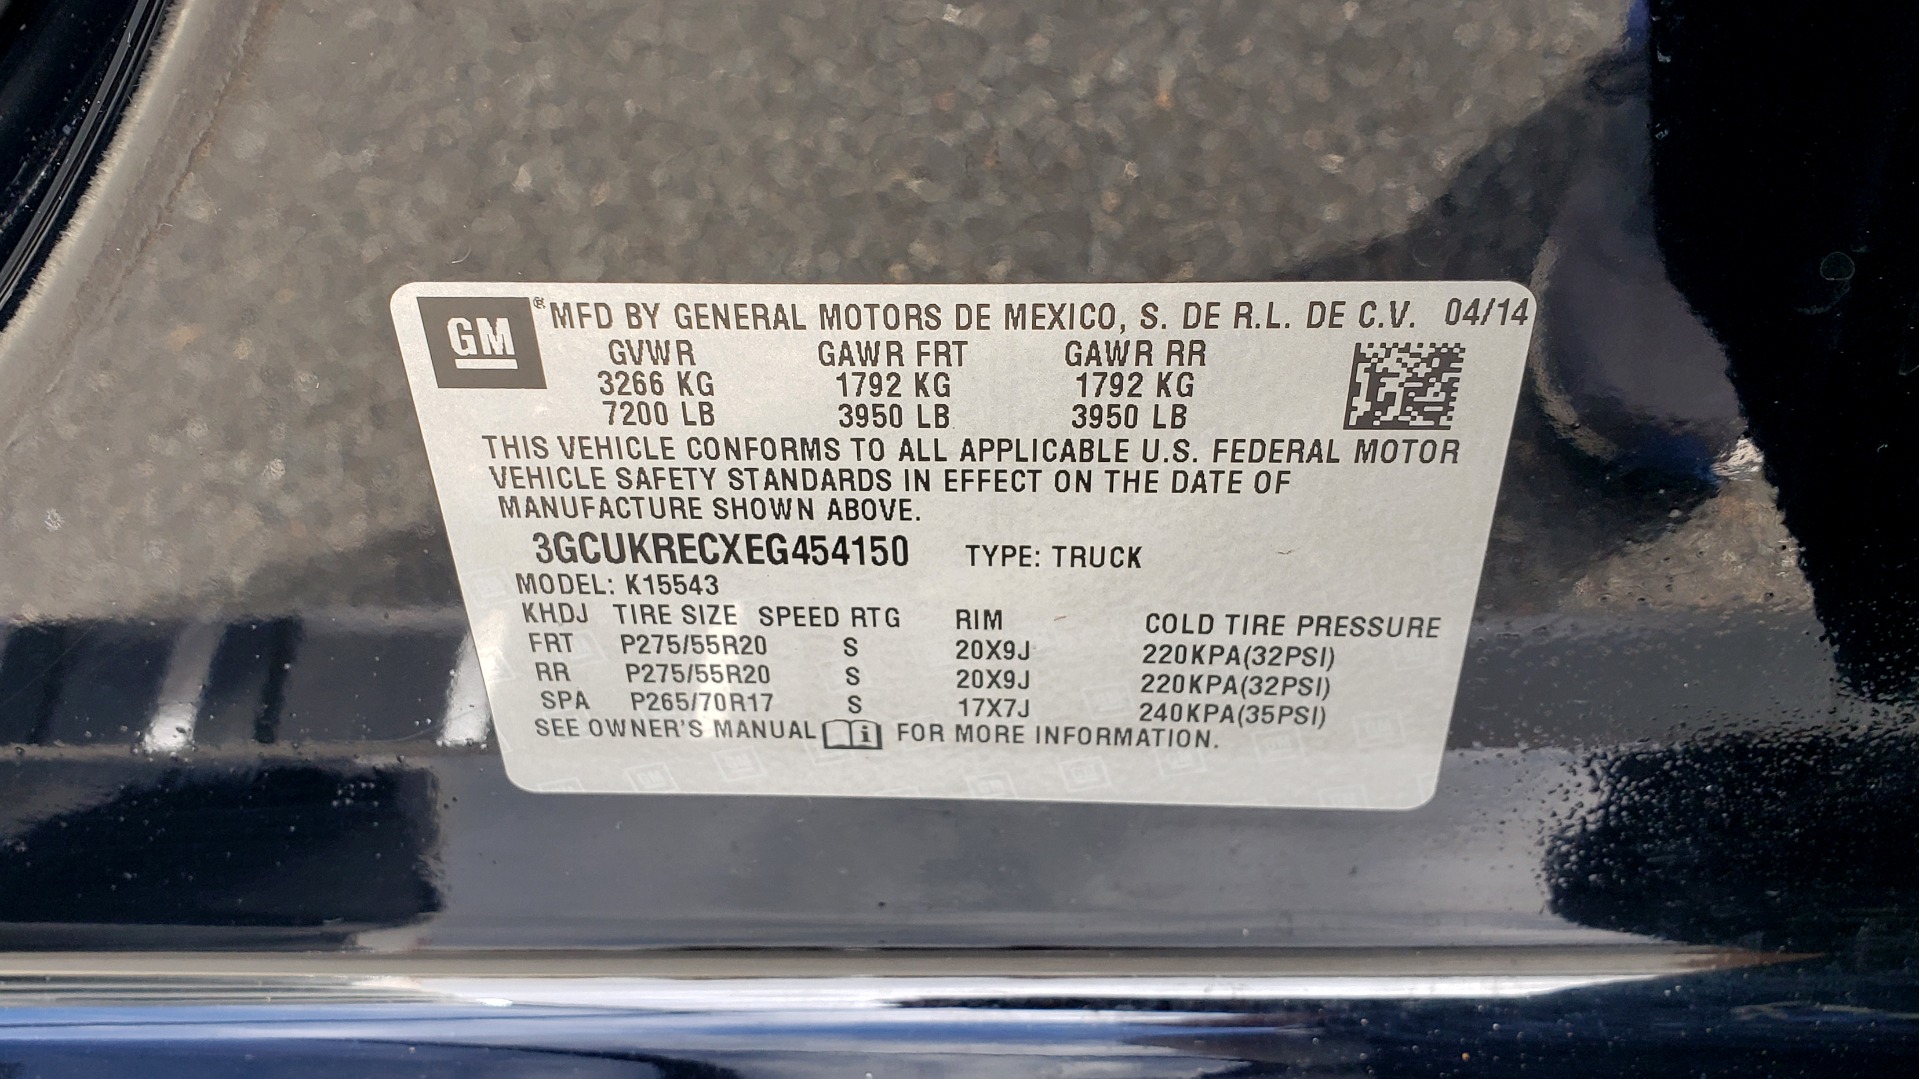 GM ® MFD BY GENERAL MOTORS DE MEXICO, S. DE R.L. DE C.V. 04/14
GVWR GAWR FRT GAWR RR
3266 KG 1792 KG 1792 KG
7200 LB 3950 LB 3950 LB
THIS VEHICLE CONFORMS TO ALL APPLICABLE U.S. FEDERAL MOTOR
VEHICLE SAFETY STANDARDS IN EFFECT ON THE DATE OF
MANUFACTURE SHOWN ABOVE.
3GCUKRECXEG454150 TYPE: TRUCK
MODEL: K15543
KHDJ TIRE SIZE SPEED RTG RIM COLD TIRE PRESSURE
FRT P275/55R20 S 20X9J 220KPA(32PSI)
RR P275/55R20 S 20X9J 220KPA(32PSI)
SPA P265/70R17 S 17X7J 240KPA(35PSI)
SEE OWNER'S MANUAL i FOR MORE INFORMATION.